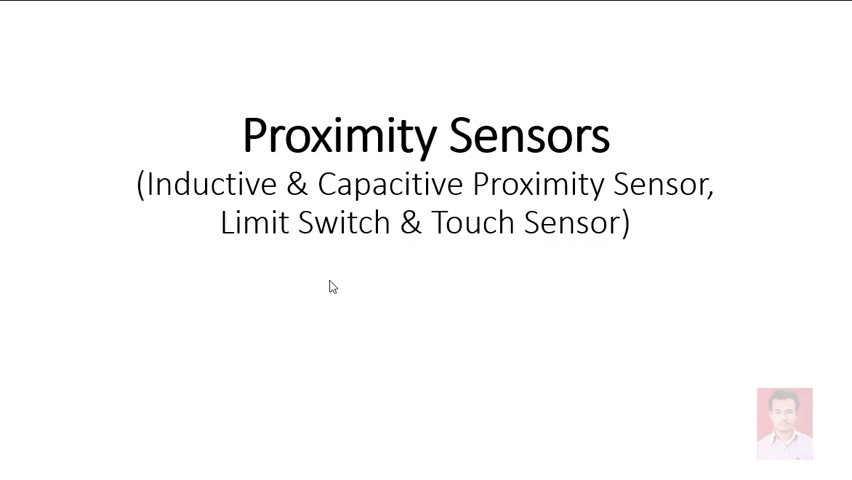 Proximity Sensors
(Inductive & Capacitive Proximity Sensor,
Limit Switch & Touch Sensor)